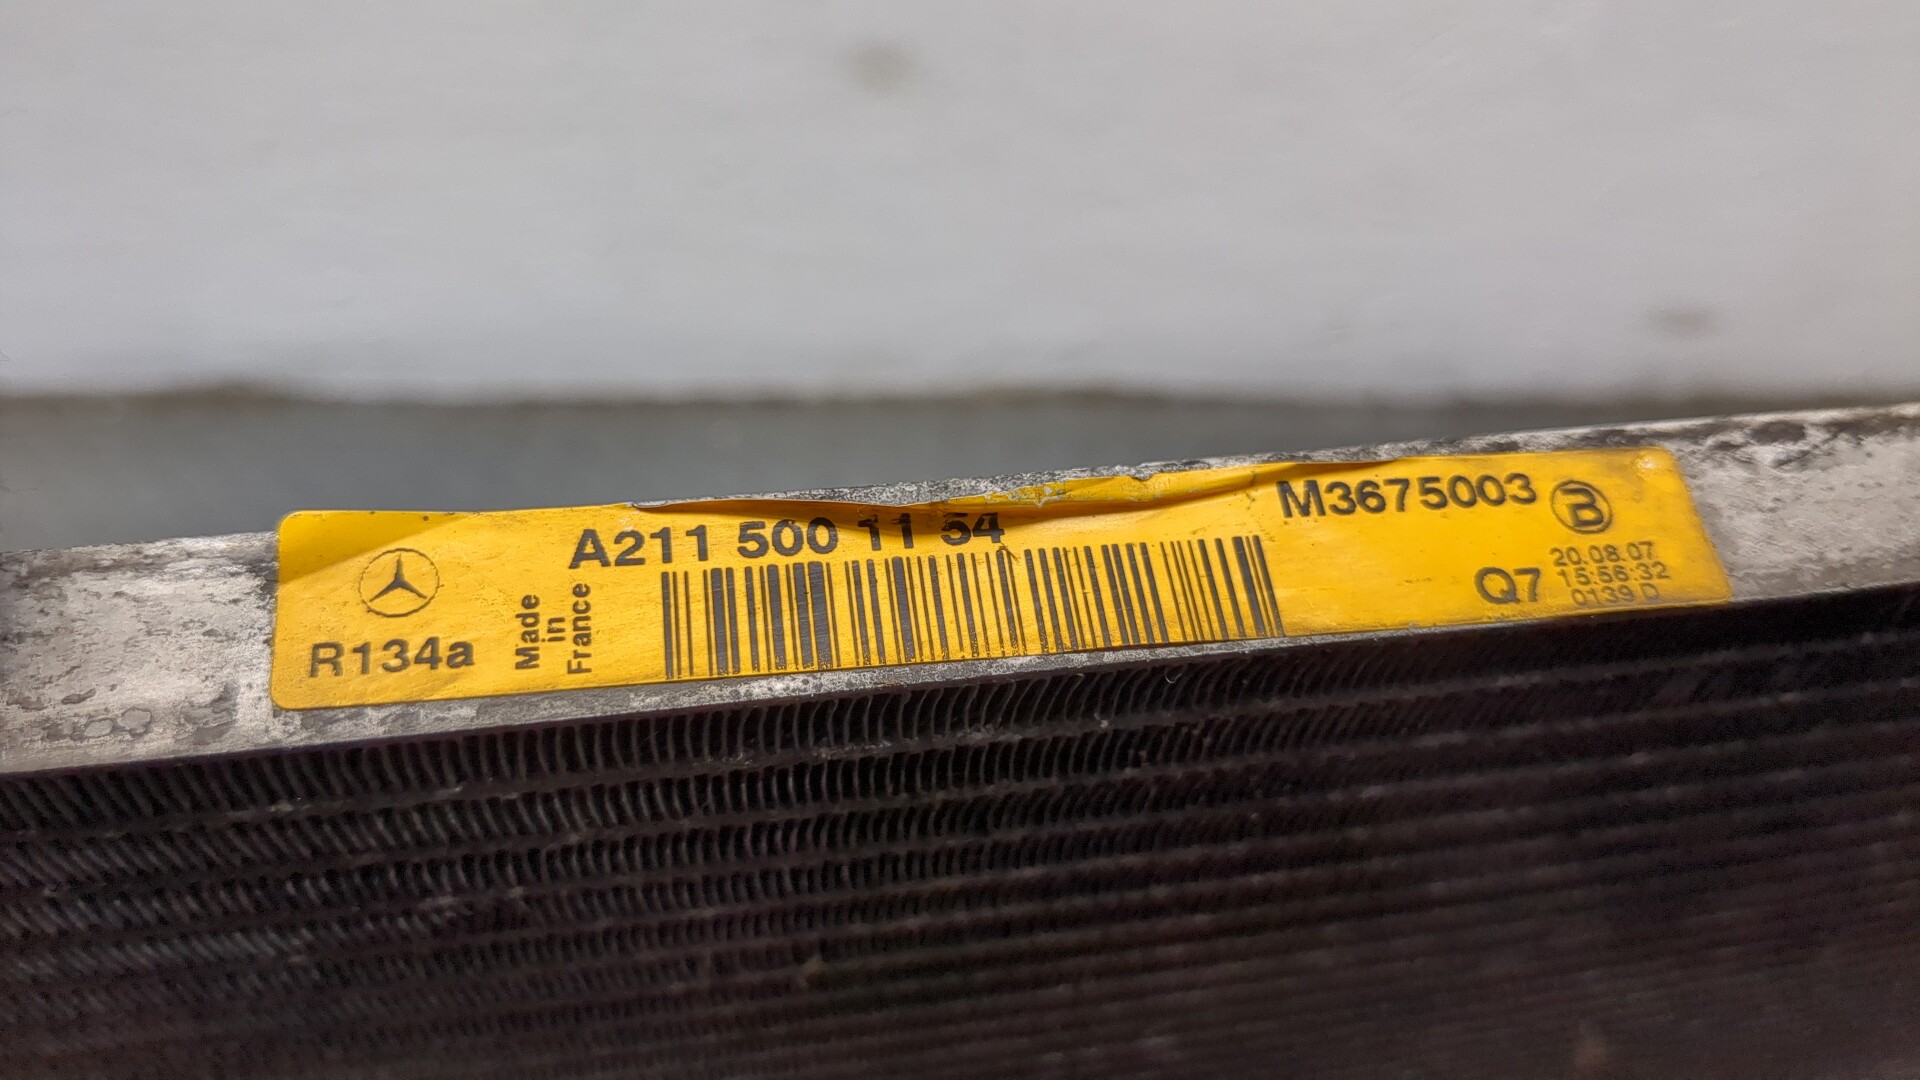 A211 500 11 54
M3675003
B
R134a
Made
in
France
Q7
20.08.07
15:56:32
0139 D